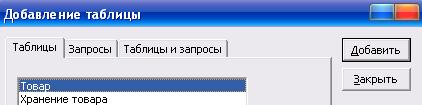 Добавление таблицы
Таблицы Запросы Таблицы и запросы
Добавить
Закрыть
Товар
Хранение товара